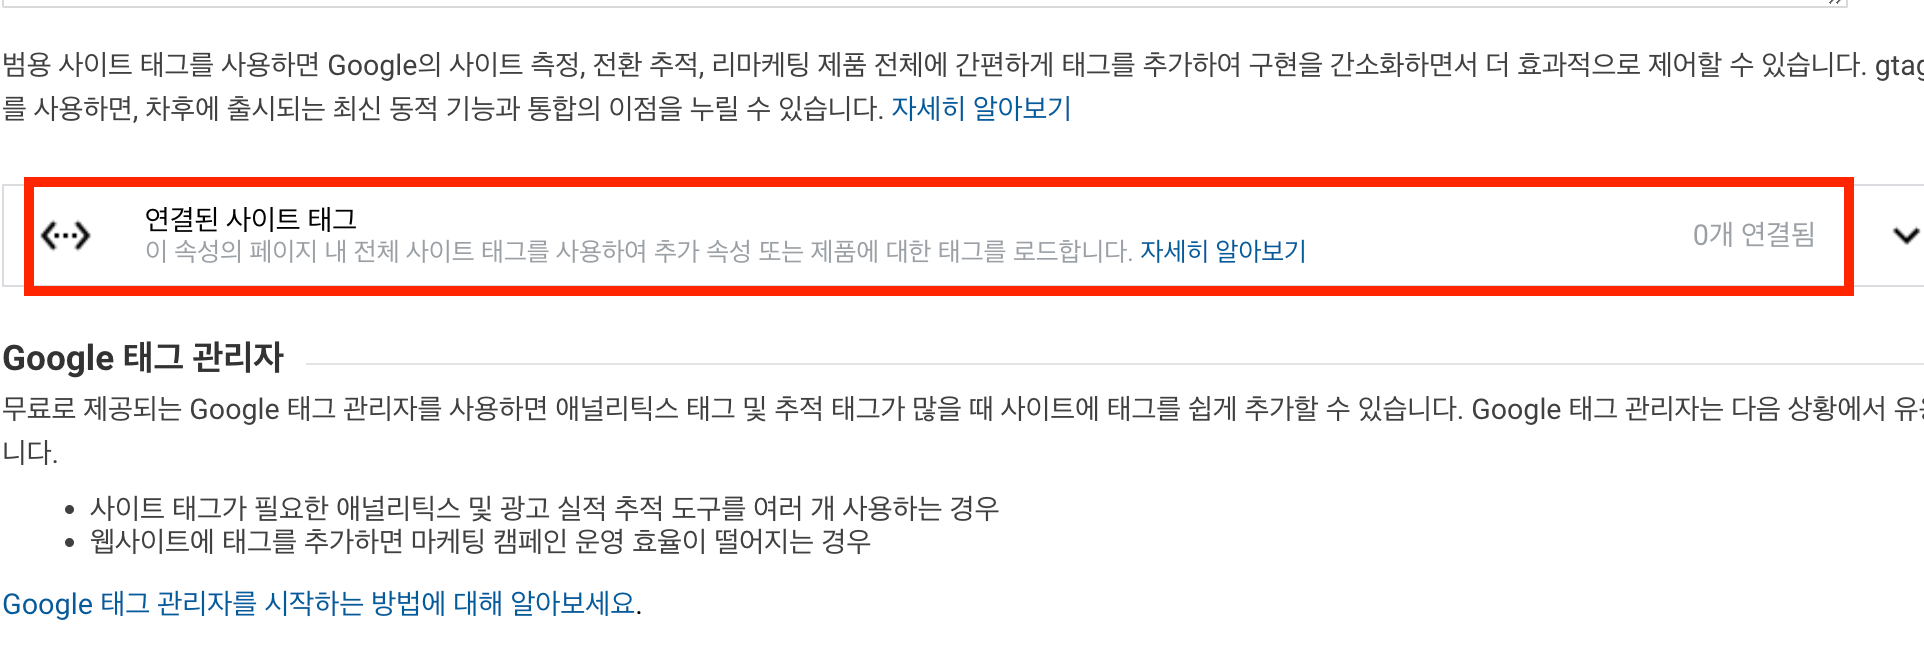 범용 사이트 태그를 사용하면 Google의 사이트 측정, 전환 추적, 리마케팅 제품 전체에 간편하게 태그를 추가하여 구현을 간소화하면서 더 효과적으로 제어할 수 있습니다. gtag
를 사용하면, 차후에 출시되는 최신 동적 기능과 통합의 이점을 누릴 수 있습니다. 자세히 알아보기
연결된 사이트 태그
이 속성의 페이지 내 전체 사이트 태그를 사용하여 추가 속성 또는 제품에 대한 태그를 로드합니다. 자세히 알아보기
0개 연결됨
Google 태그 관리자
무료로 제공되는 Google 태그 관리자를 사용하면 애널리틱스 태그 및 추적 태그가 많을 때 사이트에 태그를 쉽게 추가할 수 있습니다. Google 태그 관리자는 다음 상황에서
니다.
• 사이트 태그가 필요한 애널리틱스 및 광고 실적 추적 도구를 여러 개 사용하는 경우
• 웹사이트에 태그를 추가하면 마케팅 캠페인 운영 효율이 떨어지는 경우
Google 태그 관리자를 시작하는 방법에 대해 알아보세요.